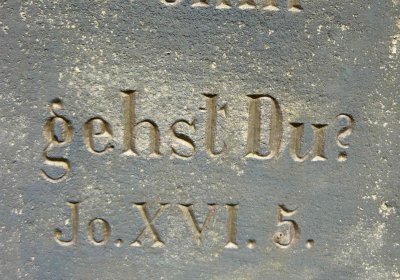 gehst Du?
Jo. XVI. 5.